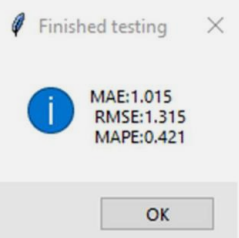 Finished testing
MAE:1.015
RMSE:1.315
MAPE:0.421
OK